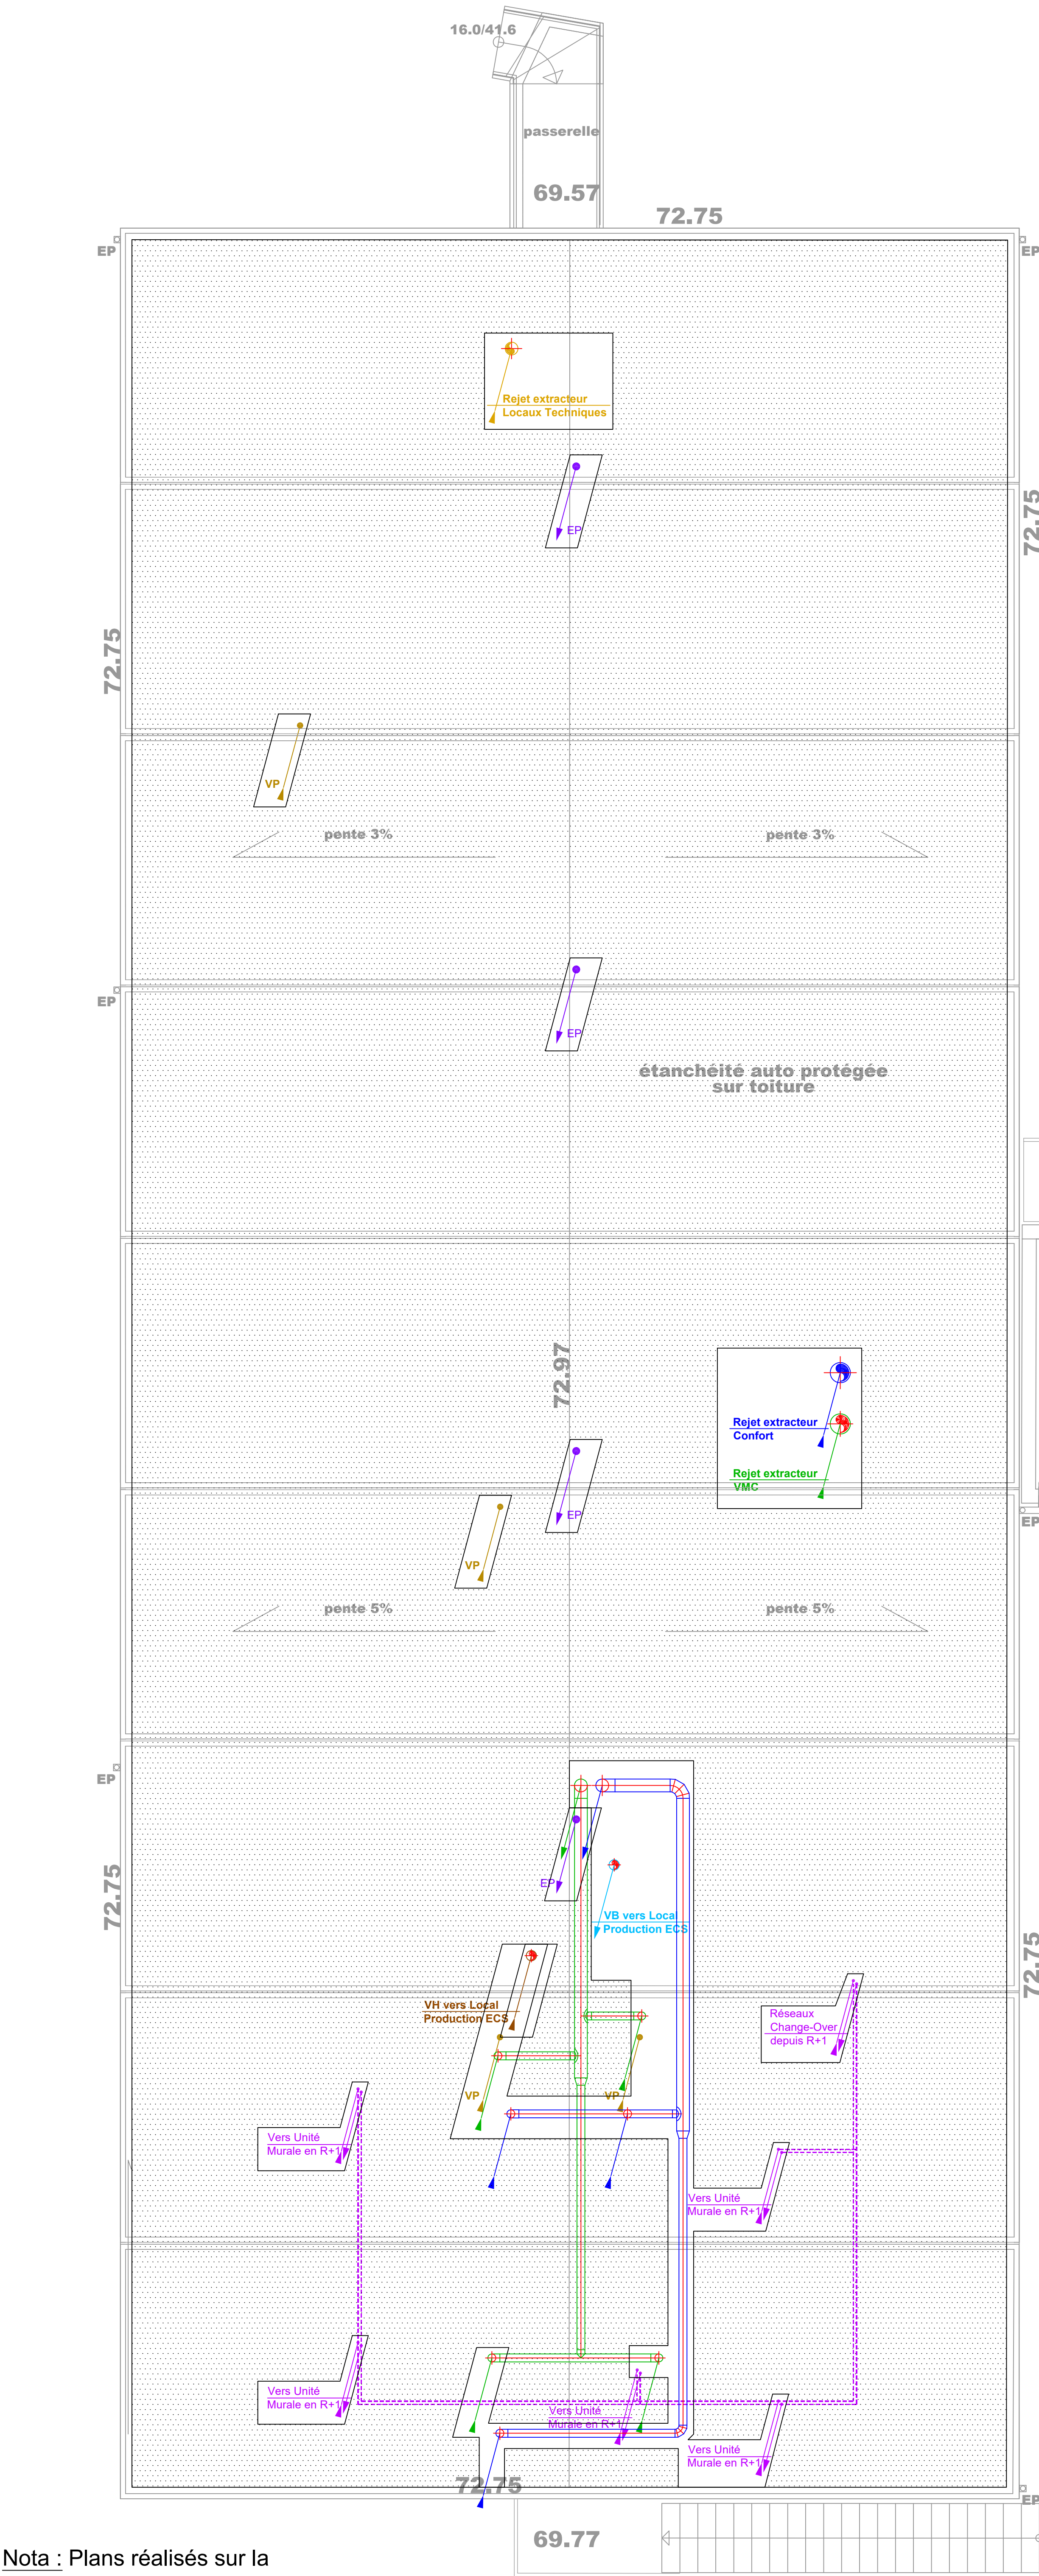 16.0/41.6
passerelle
69.57
72.75
EP
EP
Rejet extracteur
Locaux Techniques
72.75
EP
72.75
VP
pente 3%
pente 3%
EP
EP
étanchéité auto protégée
sur toiture
72.97
Rejet extracteur
Confort
Rejet extracteur
VMC
EP
EP
VP
pente 5%
pente 5%
EP
72.75
EP
VB vers Local
Production ECS
72.75
VH vers Local
Production ECS
Réseaux
Change-Over
depuis R+1
VP
VP
Vers Unité
Murale en R+1
Vers Unité
Murale en R+1
Vers Unité
Murale en R+1
Vers Unité
Murale en R+1
Vers Unité
Murale en R+1
72.75
EP
69.77
Nota : Plans réalisés sur la